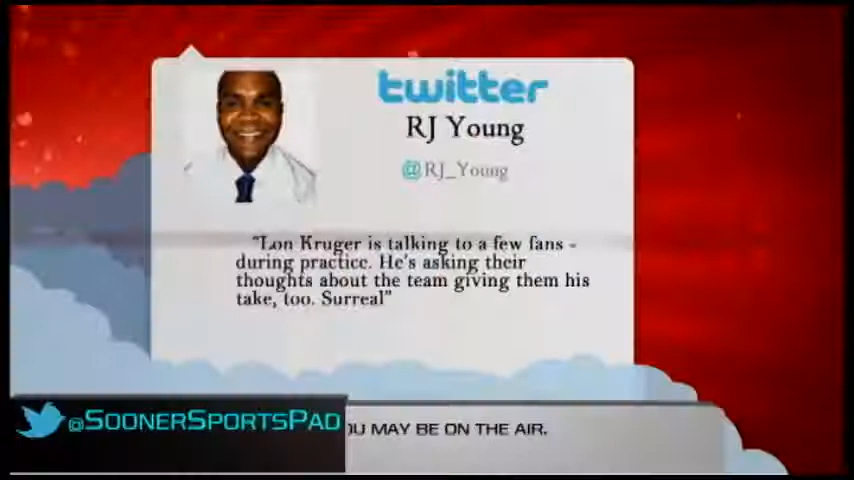 twitter
RJ Young
@RJ_Young
"Lon Kruger is talking to a few fans -
during practice. He's asking their
thoughts about the team giving them his
take, too. Surreal"
@SOONERSPORTSPAD
OU MAY BE ON THE AIR.